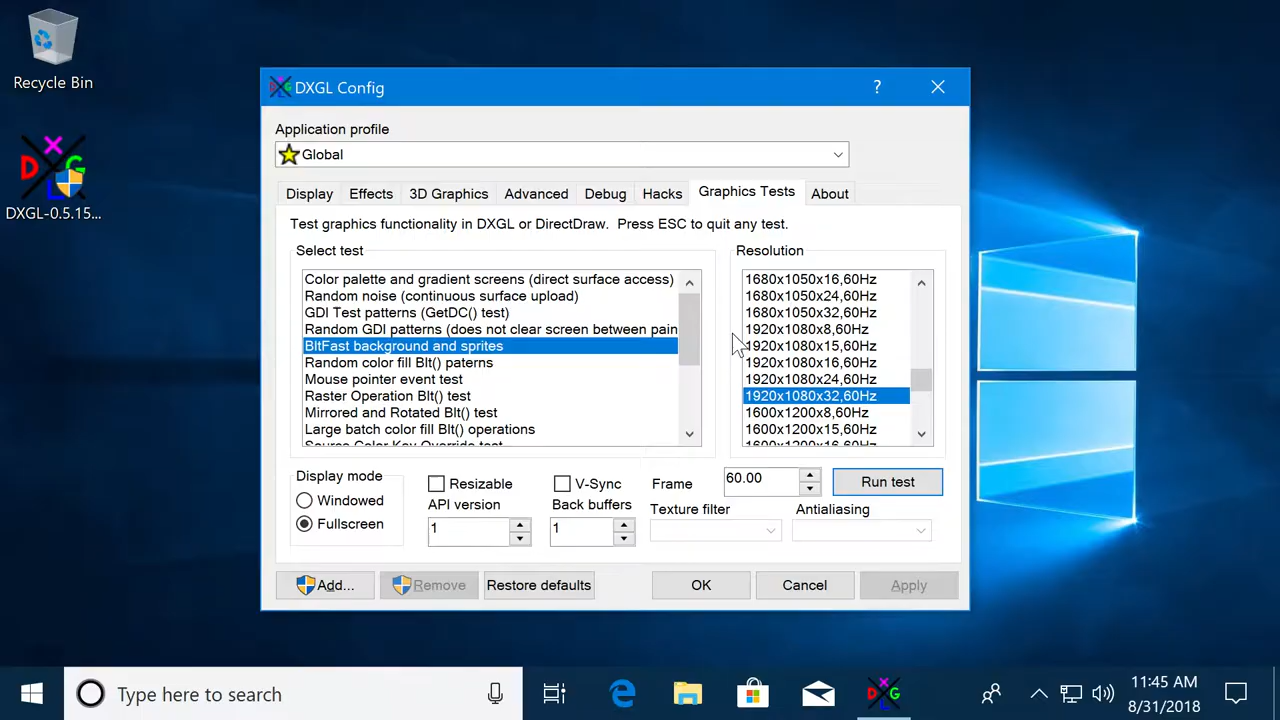 Recycle Bin
DXGL-0.5.15...
DXGL Config
?
Application profile
Global
Display Effects 3D Graphics Advanced Debug Hacks Graphics Tests About
Test graphics functionality in DXGL or DirectDraw. Press ESC to quit any test.
Select test
Color palette and gradient screens (direct surface access)
Random noise (continuous surface upload)
GDI Test patterns (GetDC() test)
Random GDI patterns (does not clear screen between pain
BltFast background and sprites
Random color fill Blt() paterns
Mouse pointer event test
Raster Operation Blt() test
Mirrored and Rotated Blt() test
Large batch color fill Blt() operations
Source Color Key Override test
Resolution
1680x1050x16,60Hz
1680x1050x24,60Hz
1680x1050x32,60Hz
1920x1080x8,60Hz
1920x1080x15,60Hz
1920x1080x16,60Hz
1920x1080x24,60Hz
1920x1080x32,60Hz
1600x1200x8,60Hz
1600x1200x15,60Hz
1600x1200x16,60Hz
Display mode
Windowed
Fullscreen
Resizable
API version
1
V-Sync
Back buffers
1
Frame 60.00 Run test
Texture filter Antialiasing
Add... Remove Restore defaults OK Cancel Apply
Type here to search
11:45 AM
8/31/2018